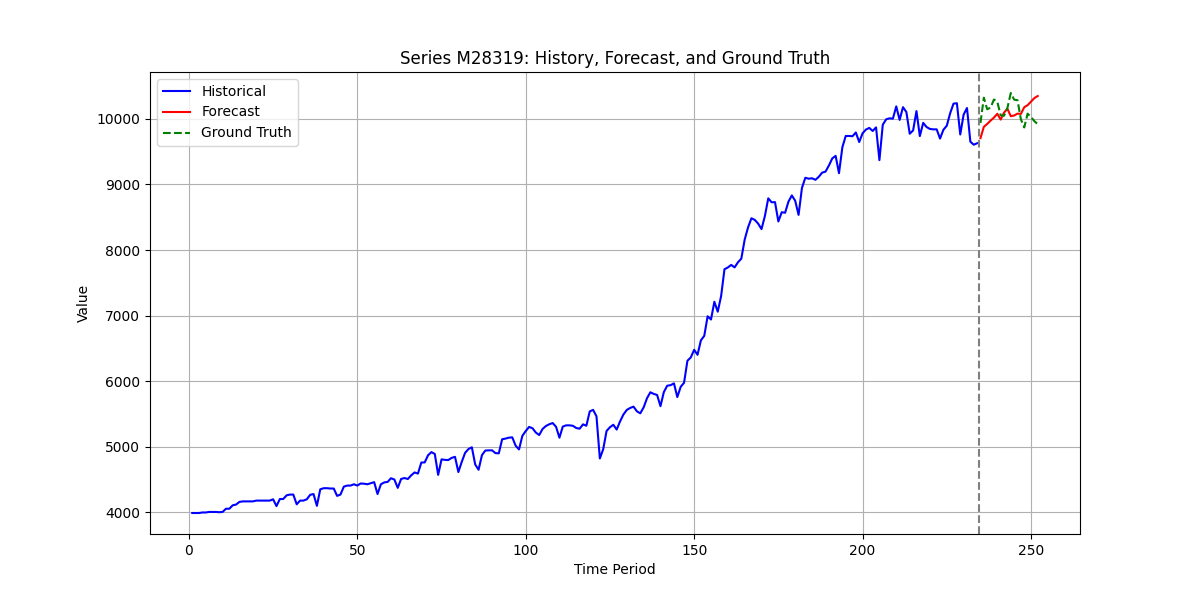 Series M28319: History, Forecast, and Ground Truth
Historical
Forecast
Ground Truth
10000
9000
8000
7000
6000
5000
4000
Value
0 50 100 150 200 250
Time Period